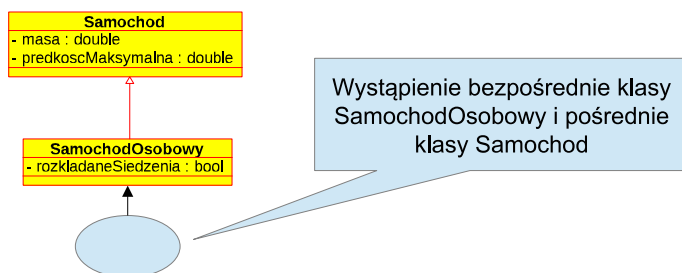 Samochod
- masa : double
- predkoscMaksymalna : double
SamochodOsobowy
- rozkladaneSiedzenia : bool
Wystąpienie bezpośrednie klasy
SamochodOsobowy i pośrednie
klasy Samochod